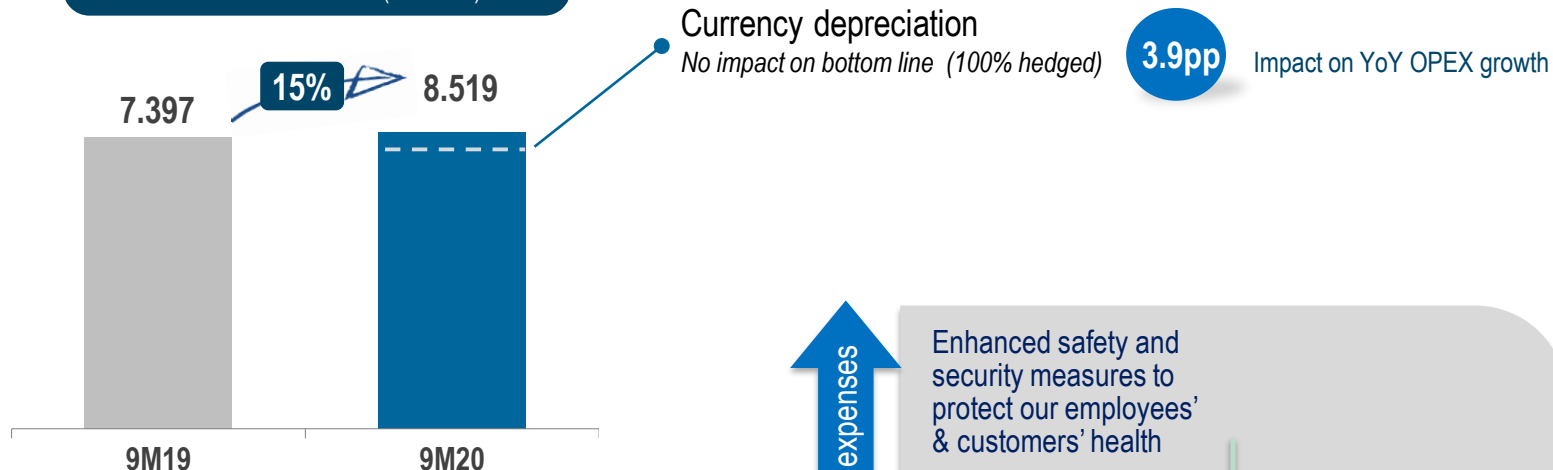 Currency depreciation
No impact on bottom line (100% hedged)
3.9pp
Impact on YoY OPEX growth
15%
7.397
8.519
9M19
9M20
expenses
Enhanced safety and
security measures to
protect our employees’
& customers’ health